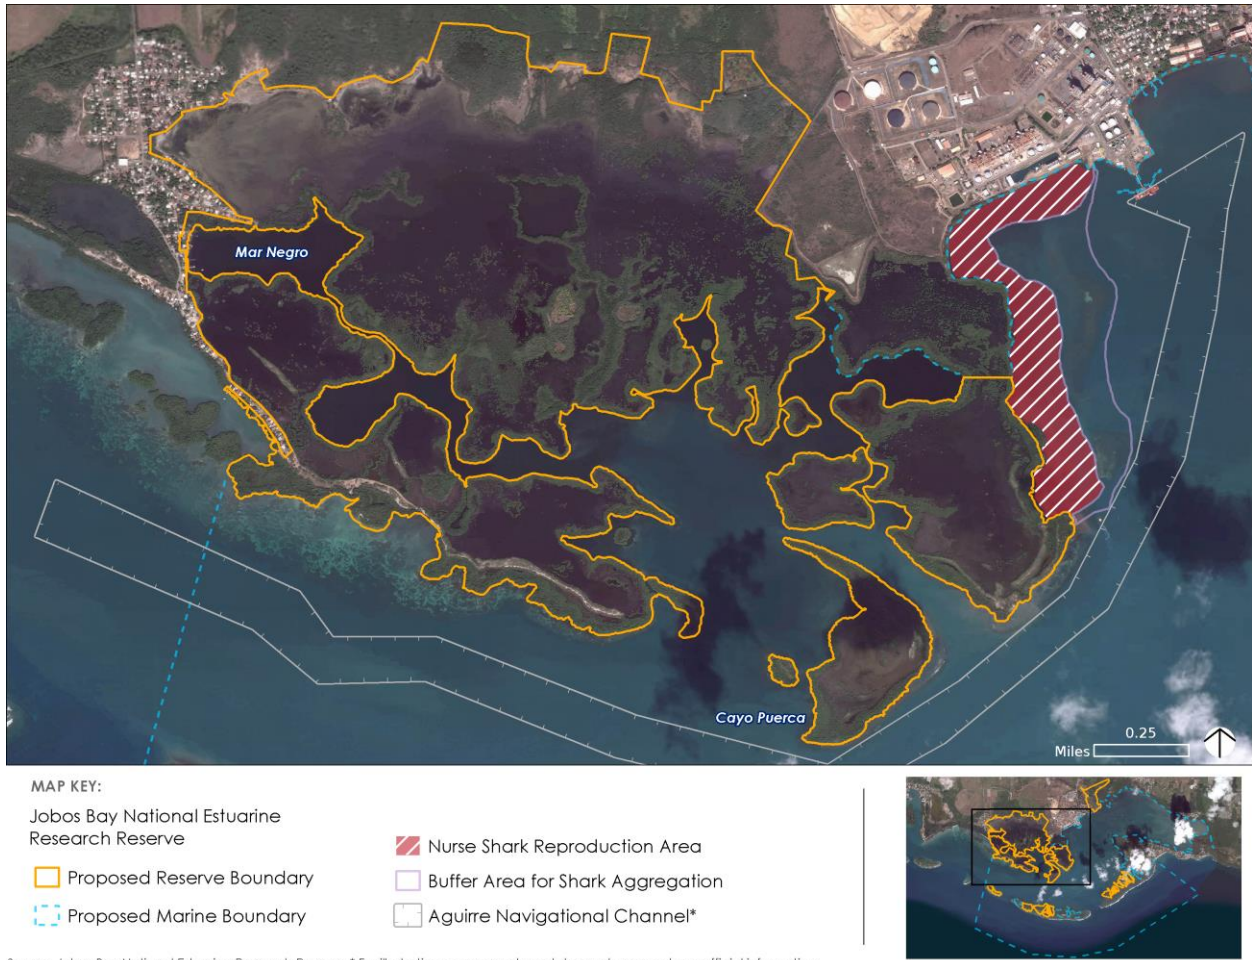 Mar Negro
Cayo Puerca
0.25
Miles
MAP KEY:
Jobos Bay National Estuarine
Research Reserve
Proposed Reserve Boundary
Proposed Marine Boundary
Nurse Shark Reproduction Area
Buffer Area for Shark Aggregation
Aguirre Navigational Channel*